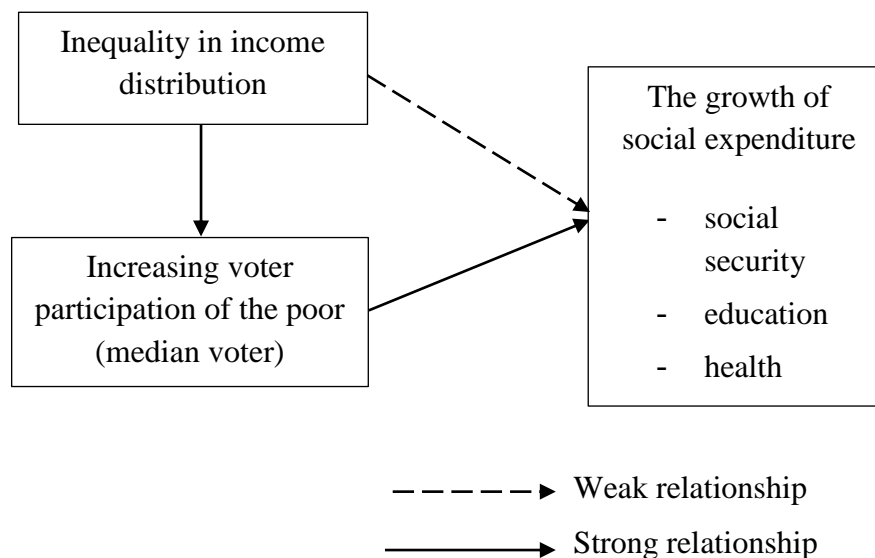 Inequality in income
distribution
The growth of
social expenditure
- social
security
- education
- health
Increasing voter
participation of the poor
(median voter)
Weak relationship
Strong relationship